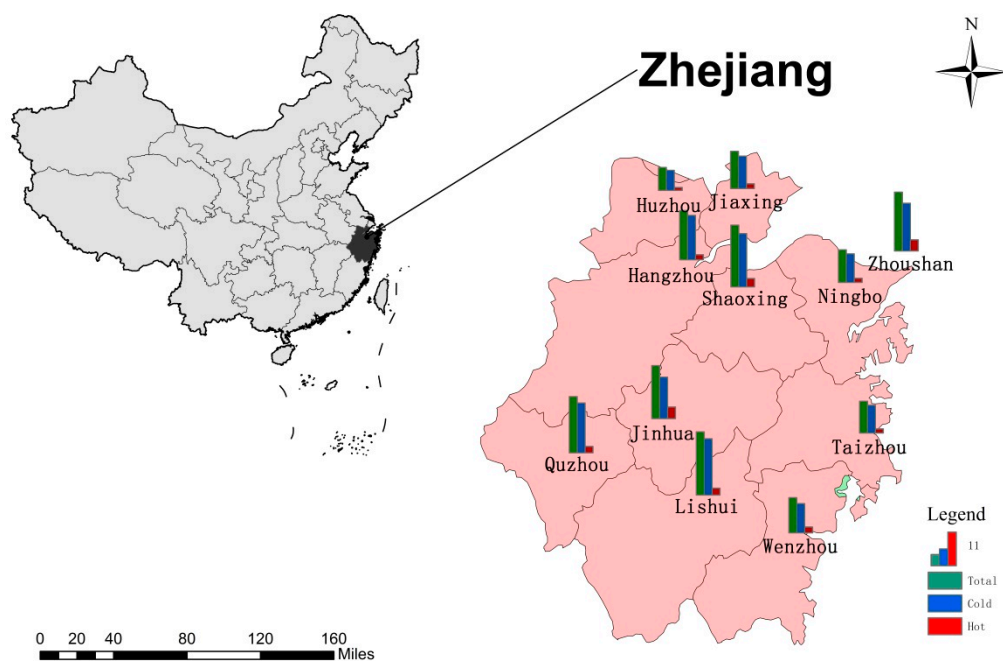 Zhejiang
N
Huzhou
Jiaxing
Hangzhou
Shaoxing
Ningbo
Zhoushan
Jinhua
Quzhou
Taizhou
Lishui
Wenzhou
Legend
11
Total
Cold
Hot
0 20 40 80 120 160
Miles